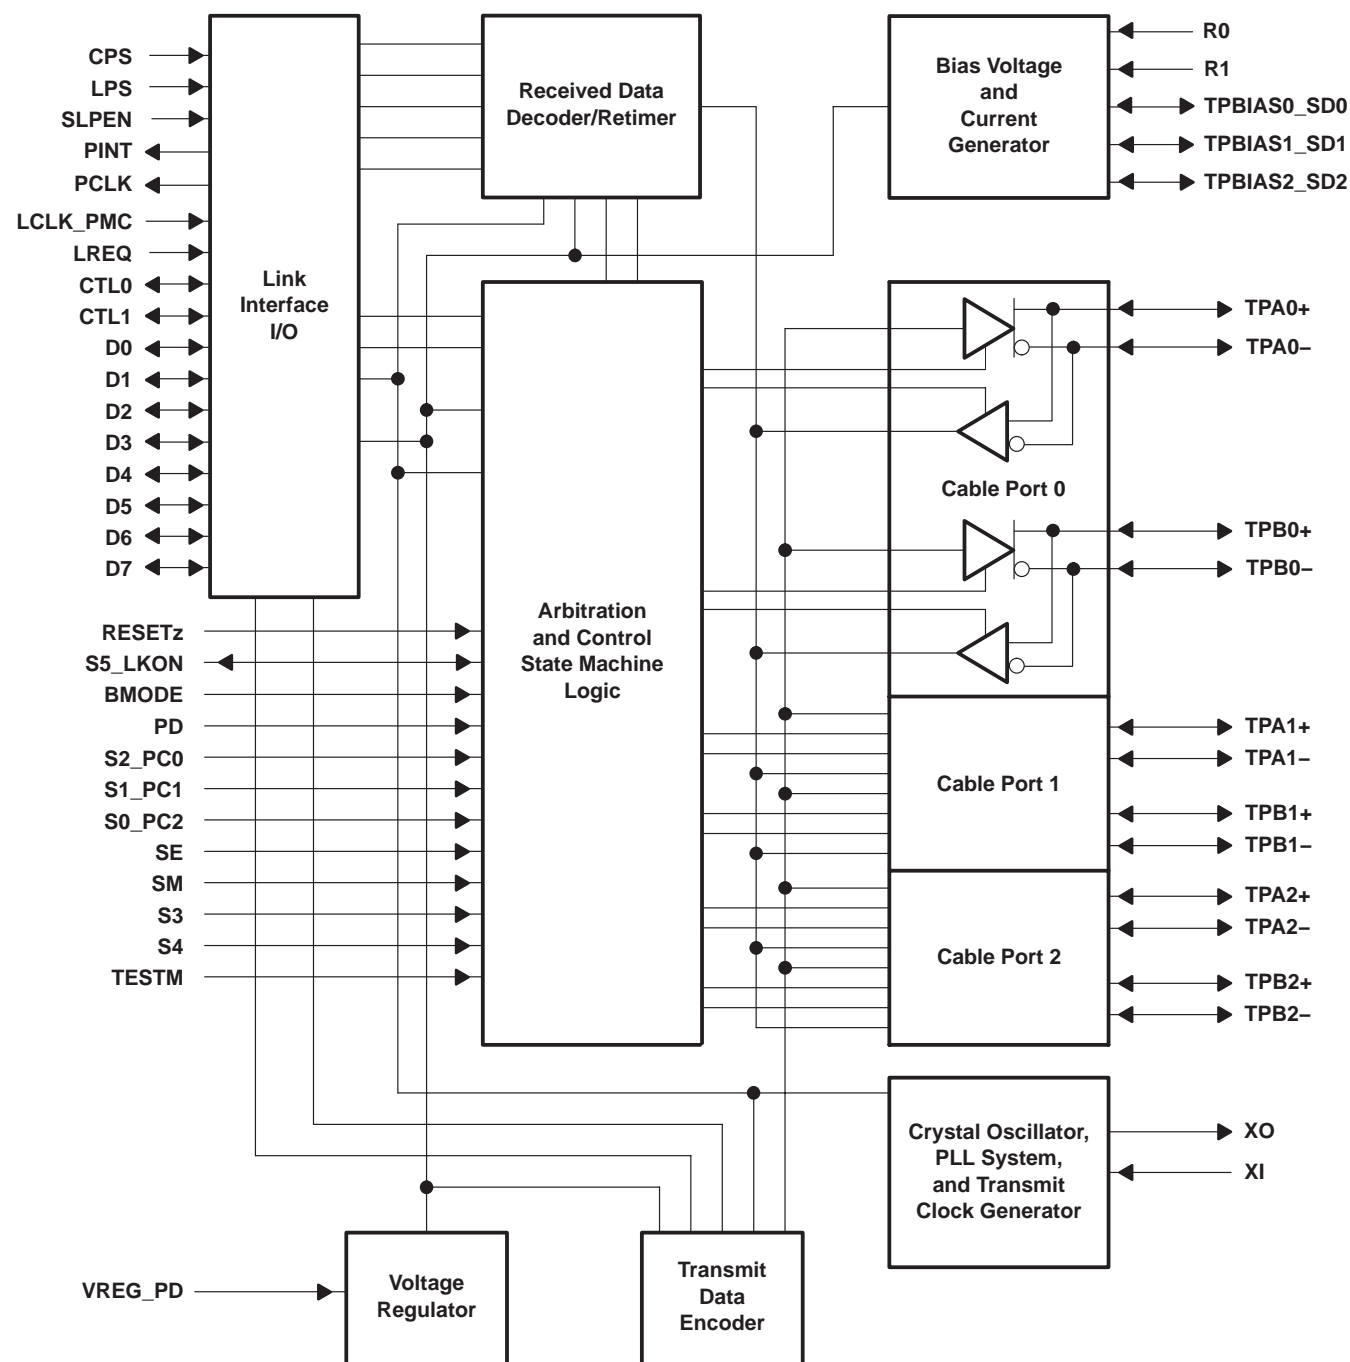 CPS
LPS
SLPEN
PINT
PCLK
LCLK_PMC
LREQ
CTL0
CTL1
D0
D1
D2
D3
D4
D5
D6
D7
Link
Interface
I/O
Received Data
Decoder/Retimer
Bias Voltage
and
Current
Generator
R0
R1
TPBIAS0_SD0
TPBIAS1_SD1
TPBIAS2_SD2
TPA0+
TPA0–
Cable Port 0
TPB0+
TPB0–
RESETz
S5_LKON
BMODE
PD
S2_PC0
S1_PC1
S0_PC2
SE
SM
S3
S4
TESTM
Arbitration
and Control
State Machine
Logic
Cable Port 1
TPA1+
TPA1–
TPB1+
TPB1–
Cable Port 2
TPA2+
TPA2–
TPB2+
TPB2–
Crystal Oscillator,
PLL System,
and Transmit
Clock Generator
XO
XI
VREG_PD
Voltage
Regulator
Transmit
Data
Encoder